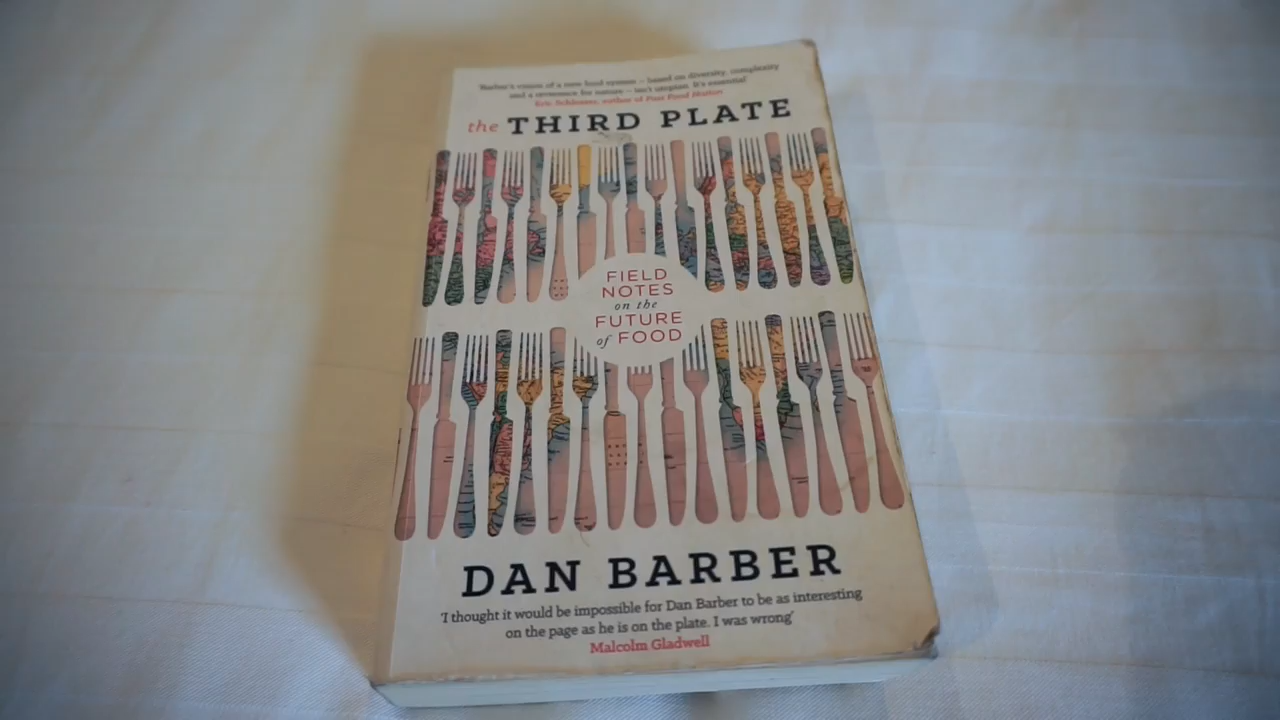 'Barber's vision of a new food system – based on diversity, complexity
and a reverence for nature – isn't utopian. It's essential'
Eric Schlosser, author of Fast Food Nation
the THIRD PLATE
FIELD
NOTES
on the
FUTURE
of FOOD
DAN BARBER
'I thought it would be impossible for Dan Barber to be as interesting
on the page as he is on the plate. I was wrong'
Malcolm Gladwell